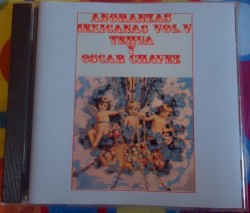 AÑORANZAS
MEXICANAS VOL.V
TEHUA
Y
OSCAR CHAVEZ